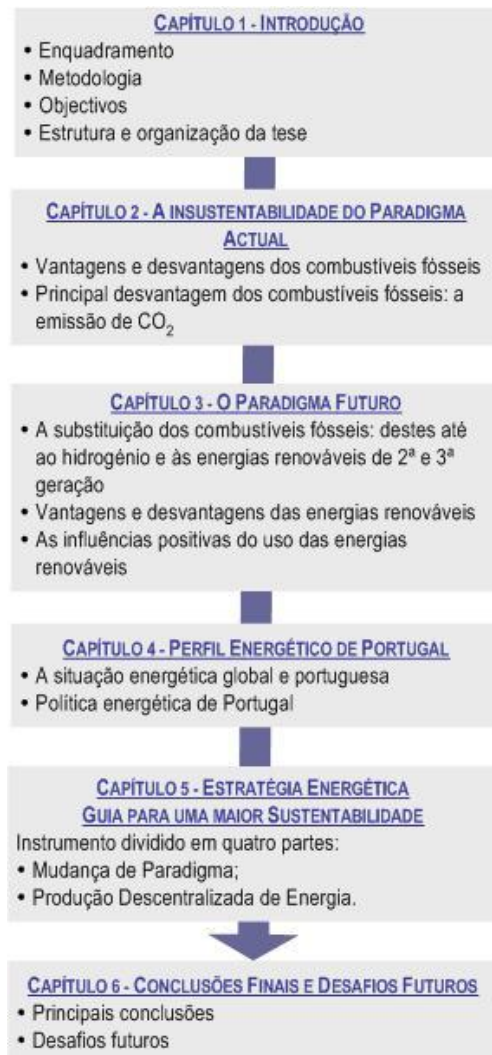 CAPÍTULO 1 - INTRODUÇÃO
• Enquadramento
• Metodologia
• Objectivos
• Estrutura e organização da tese
CAPÍTULO 2 - A INSUSTENTABILIDADE DO PARADIGMA
ACTUAL
• Vantagens e desvantagens dos combustíveis fósseis
• Principal desvantagem dos combustíveis fósseis: a
emissão de CO₂
CAPÍTULO 3 - O PARADIGMA FUTURO
• A substituição dos combustíveis fósseis: destes até
ao hidrogénio e às energias renováveis de 2ª e 3ª
geração
• Vantagens e desvantagens das energias renováveis
• As influências positivas do uso das energias
renováveis
CAPÍTULO 4 - PERFIL ENERGÉTICO DE PORTUGAL
• A situação energética global e portuguesa
• Política energética de Portugal
CAPÍTULO 5 - ESTRATÉGIA ENERGÉTICA
GUIA PARA UMA MAIOR SUSTENTABILIDADE
Instrumento dividido em quatro partes:
• Mudança de Paradigma;
• Produção Descentralizada de Energia.
CAPÍTULO 6 - CONCLUSÕES FINAIS E DESAFIOS FUTUROS
• Principais conclusões
• Desafios futuros